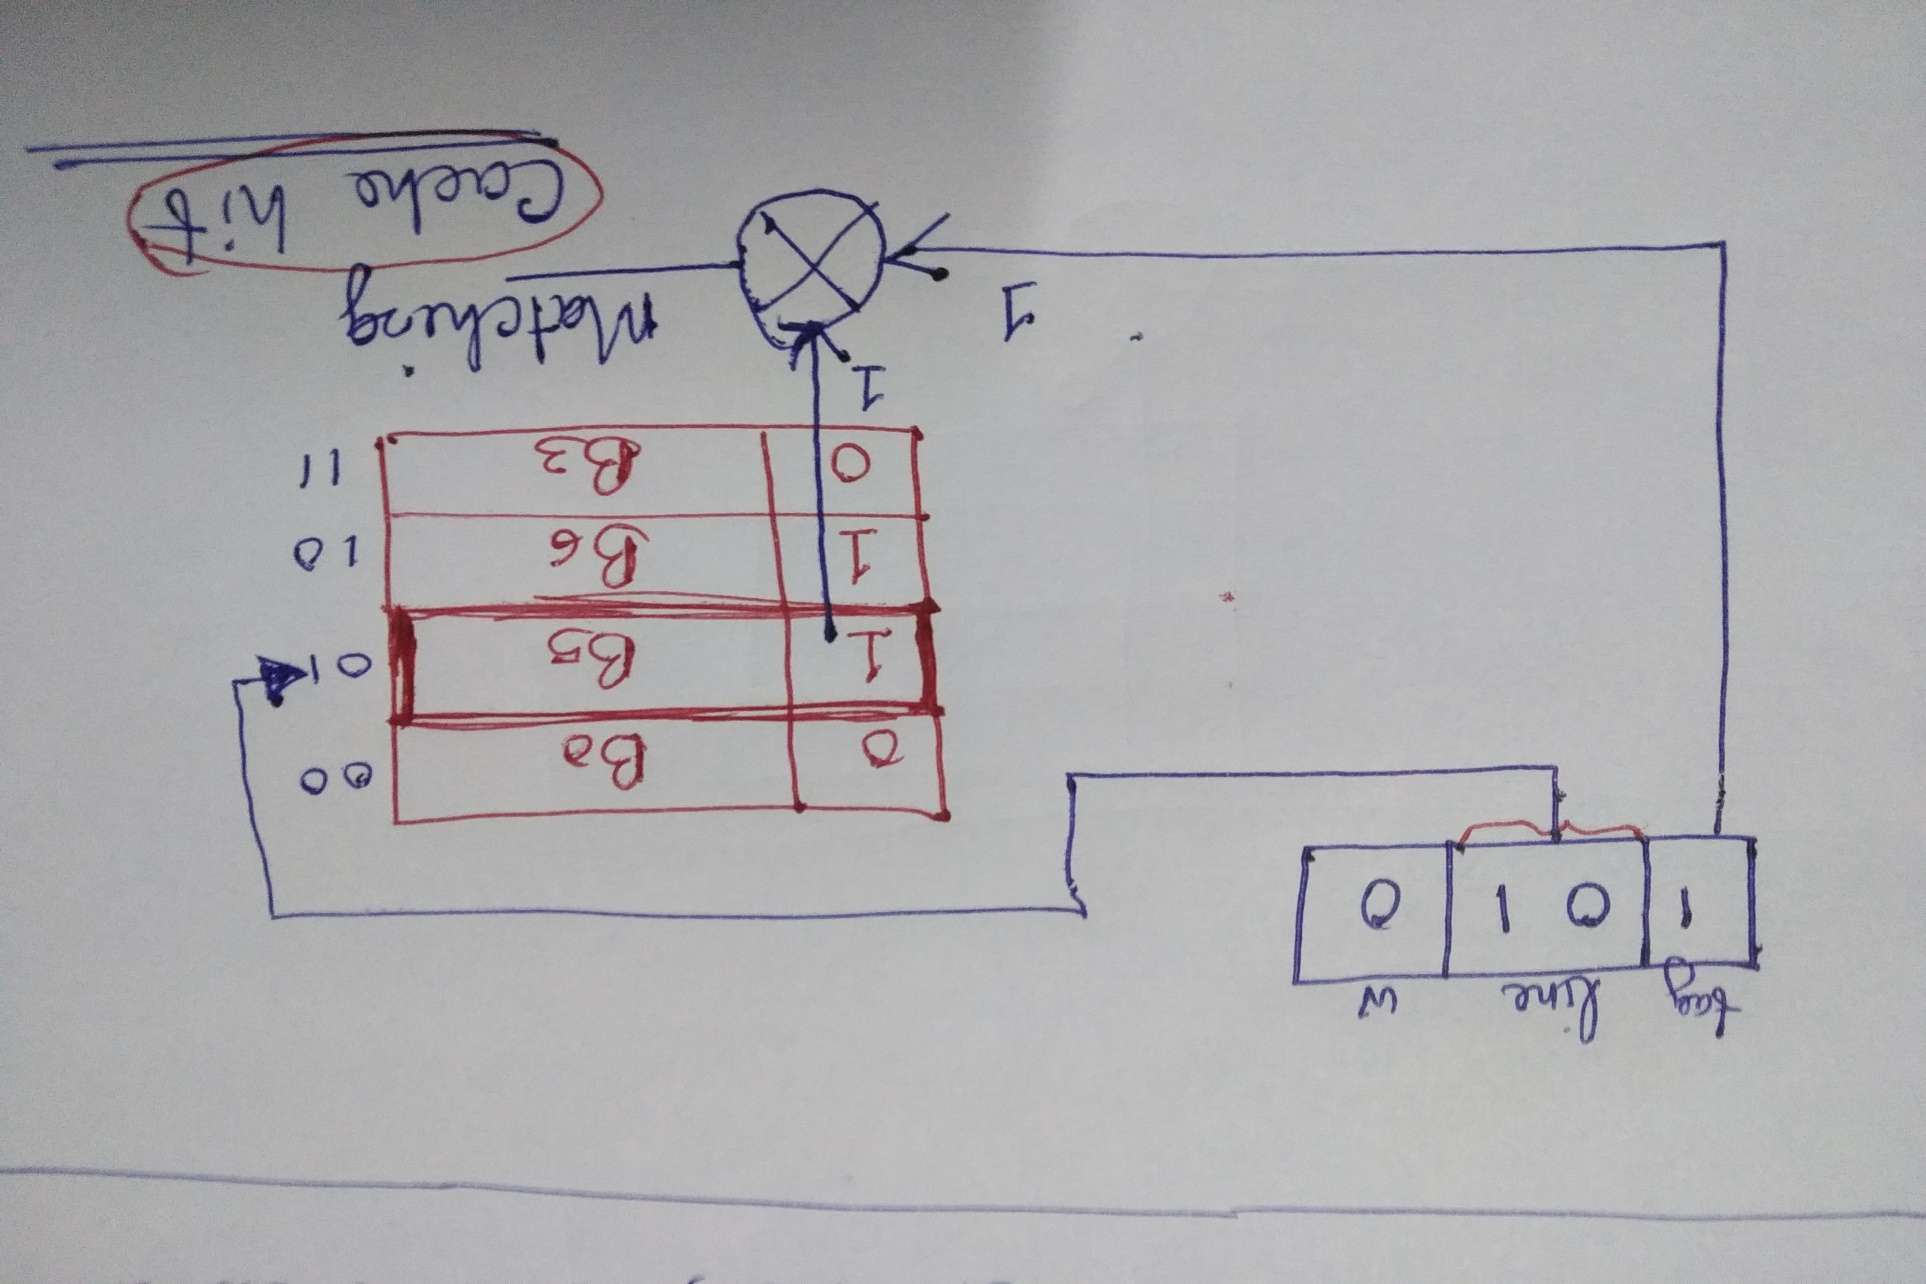 tag line W
1 0 1 0
0 B0 00
1 B5 01
1 B6 10
0 B3 11
1
1
Matching
Cache hit